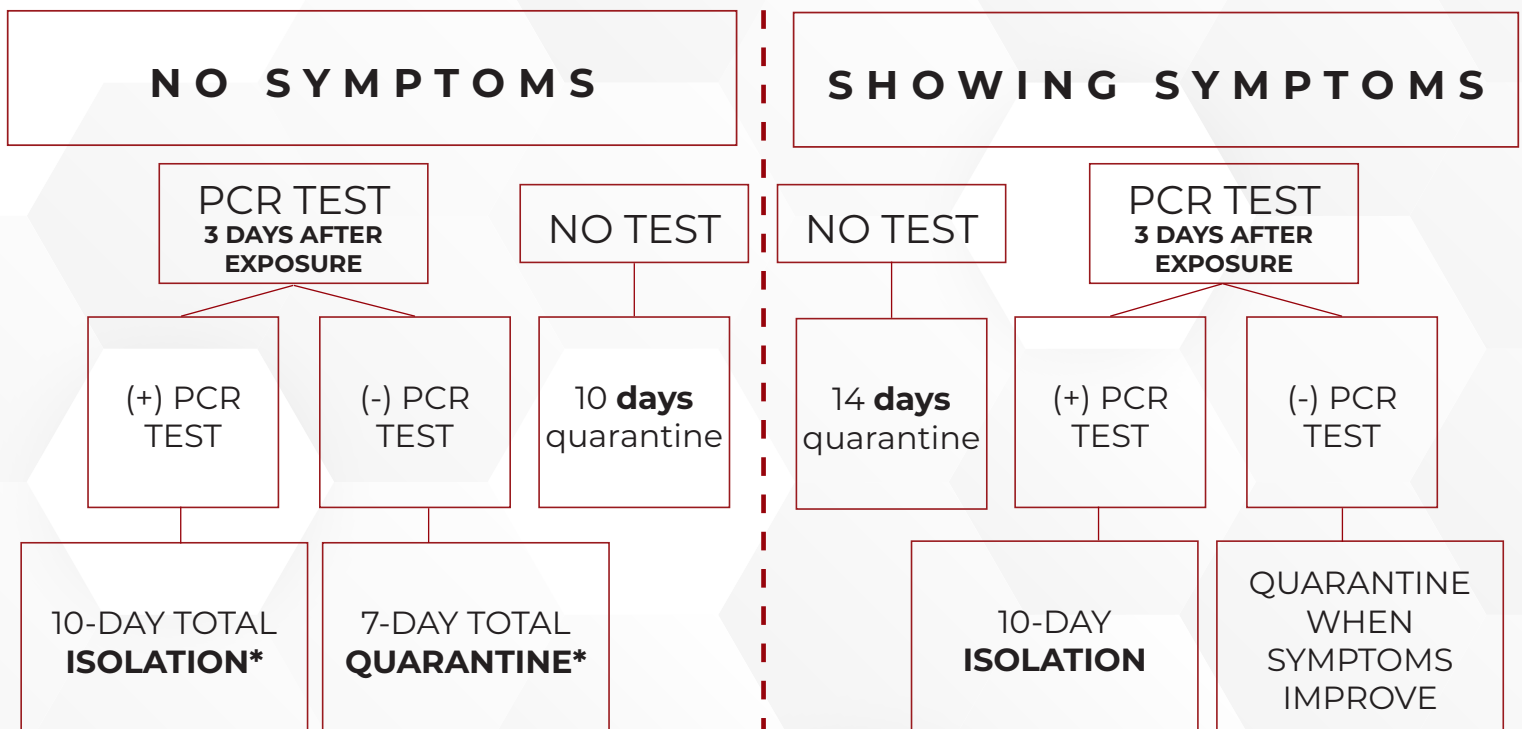 NO SYMPTOMS
PCR TEST
3 DAYS AFTER
EXPOSURE
NO TEST
(+) PCR
TEST
(-) PCR
TEST
10 days
quarantine
10-DAY TOTAL
ISOLATION*
7-DAY TOTAL
QUARANTINE*
SHOWING SYMPTOMS
NO TEST
PCR TEST
3 DAYS AFTER
EXPOSURE
14 days
quarantine
(+) PCR
TEST
(-) PCR
TEST
10-DAY
ISOLATION
QUARANTINE
WHEN
SYMPTOMS
IMPROVE